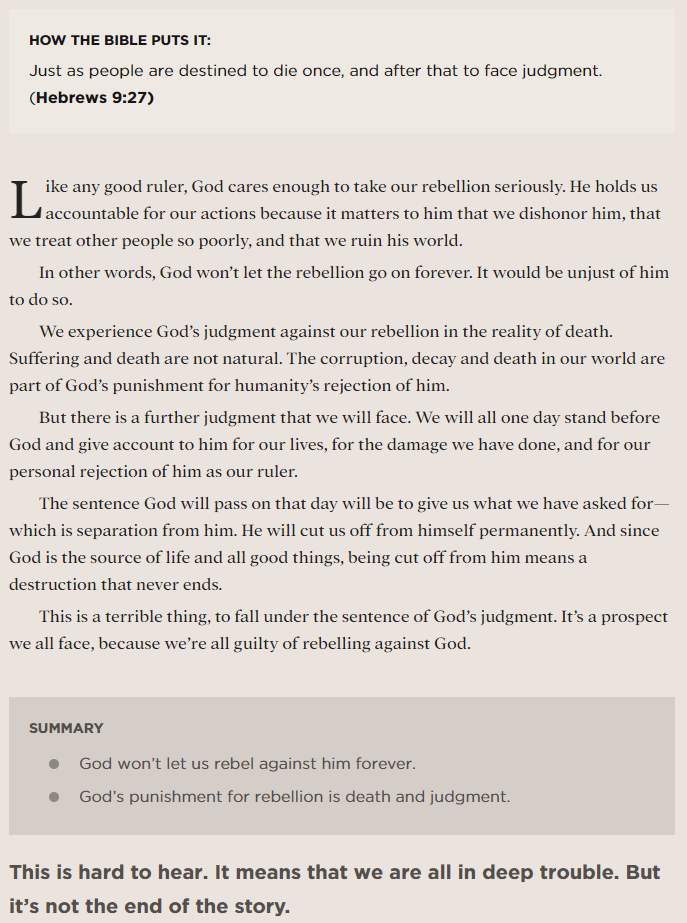 HOW THE BIBLE PUTS IT:
Just as people are destined to die once, and after that to face judgment.
(Hebrews 9:27)
Like any good ruler, God cares enough to take our rebellion seriously. He holds us
accountable for our actions because it matters to him that we dishonor him, that
we treat other people so poorly, and that we ruin his world.
In other words, God won’t let the rebellion go on forever. It would be unjust of him
to do so.
We experience God’s judgment against our rebellion in the reality of death.
Suffering and death are not natural. The corruption, decay and death in our world are
part of God’s punishment for humanity’s rejection of him.
But there is a further judgment that we will face. We will all one day stand before
God and give account to him for our lives, for the damage we have done, and for our
personal rejection of him as our ruler.
The sentence God will pass on that day will be to give us what we have asked for—
which is separation from him. He will cut us off from himself permanently. And since
God is the source of life and all good things, being cut off from him means a
destruction that never ends.
This is a terrible thing, to fall under the sentence of God’s judgment. It’s a prospect
we all face, because we’re all guilty of rebelling against God.
SUMMARY
● God won’t let us rebel against him forever.
● God’s punishment for rebellion is death and judgment.
This is hard to hear. It means that we are all in deep trouble. But
it’s not the end of the story.